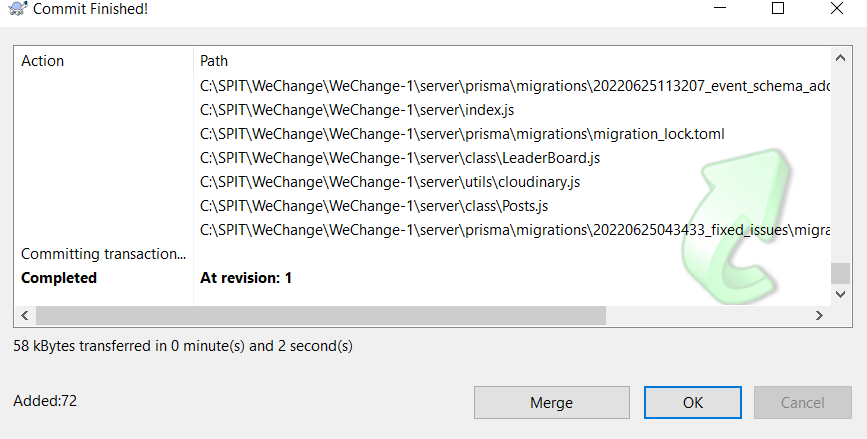 Commit Finished!
Action Path
C:\SPIT\WeChange\WeChange-1\server\prisma\migrations\20220625113207_event_schema_add
C:\SPIT\WeChange\WeChange-1\server\index.js
C:\SPIT\WeChange\WeChange-1\server\prisma\migrations\migration_lock.toml
C:\SPIT\WeChange\WeChange-1\server\class\LeaderBoard.js
C:\SPIT\WeChange\WeChange-1\server\utils\cloudinary.js
C:\SPIT\WeChange\WeChange-1\server\class\Posts.js
C:\SPIT\WeChange\WeChange-1\server\prisma\migrations\20220625043433_fixed_issues\migra
Committing transaction...
Completed At revision: 1
58 kBytes transferred in 0 minute(s) and 2 second(s)
Added:72
Merge OK Cancel